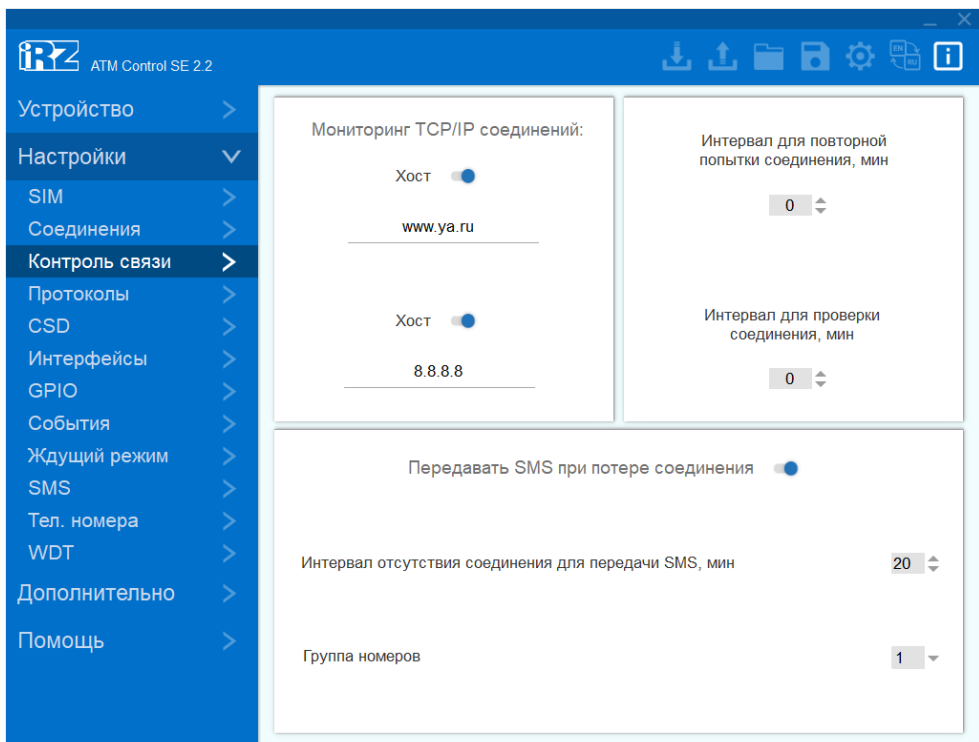 iRZ ATM Control SE 2.2
EN
RU
Устройство
Настройки
SIM
Соединения
Контроль связи
Протоколы
CSD
Интерфейсы
GPIO
События
Ждущий режим
SMS
Тел. номера
WDT
Дополнительно
Помощь
Мониторинг TCP/IP соединений:
Хост
www.ya.ru
Хост
8.8.8.8
Интервал для повторной
попытки соединения, мин
0
Интервал для проверки
соединения, мин
0
Передавать SMS при потере соединения
Интервал отсутствия соединения для передачи SMS, мин
20
Группа номеров
1